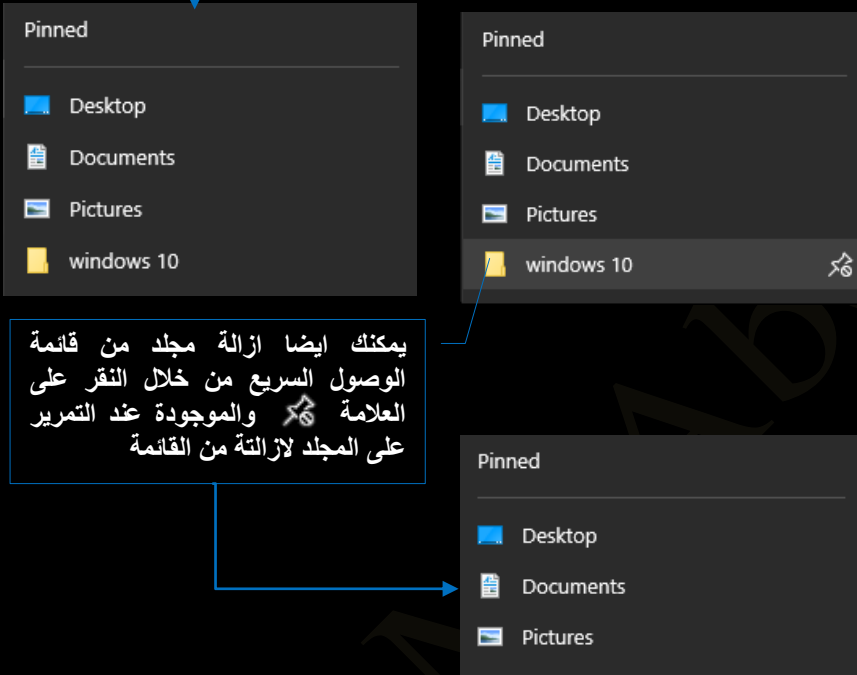 Pinned
Desktop
Documents
Pictures
windows 10
Pinned
Desktop
Documents
Pictures
windows 10
يمكنك ايضا ازالة مجلد من قائمة
الوصول السريع من خلال النقر على
العلامة والموجودة عند التمرير
على المجلد لازالتة من القائمة
Pinned
Desktop
Documents
Pictures